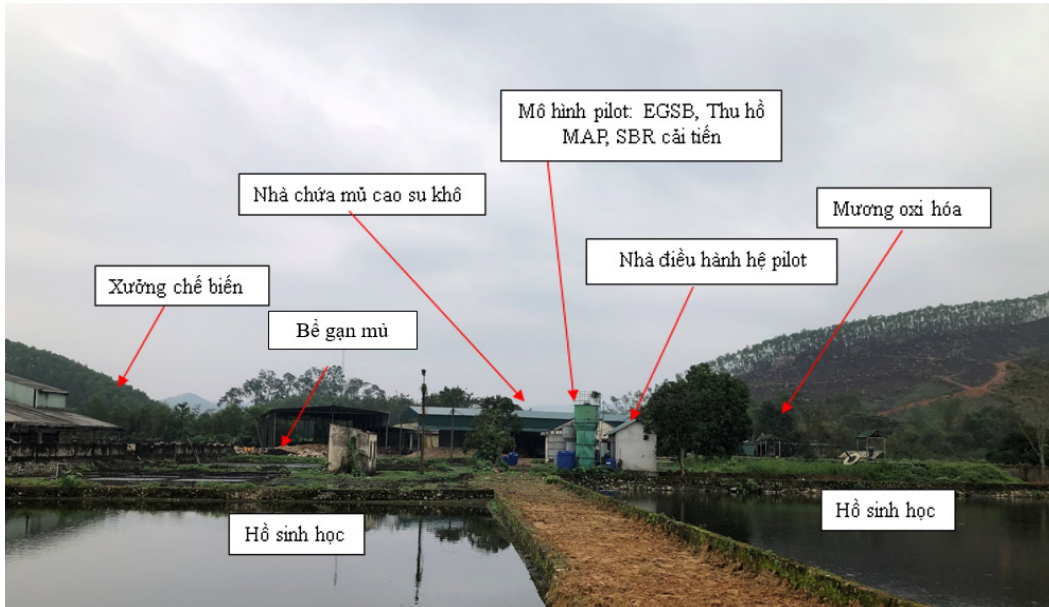 Mô hình pilot: EGSB, Thu hồ
MAP, SBR cải tiến
Nhà chứa mủ cao su khô
Mương oxi hóa
Nhà điều hành hệ pilot
Xưởng chế biến
Bể gạn mủ
Hồ sinh học
Hồ sinh học